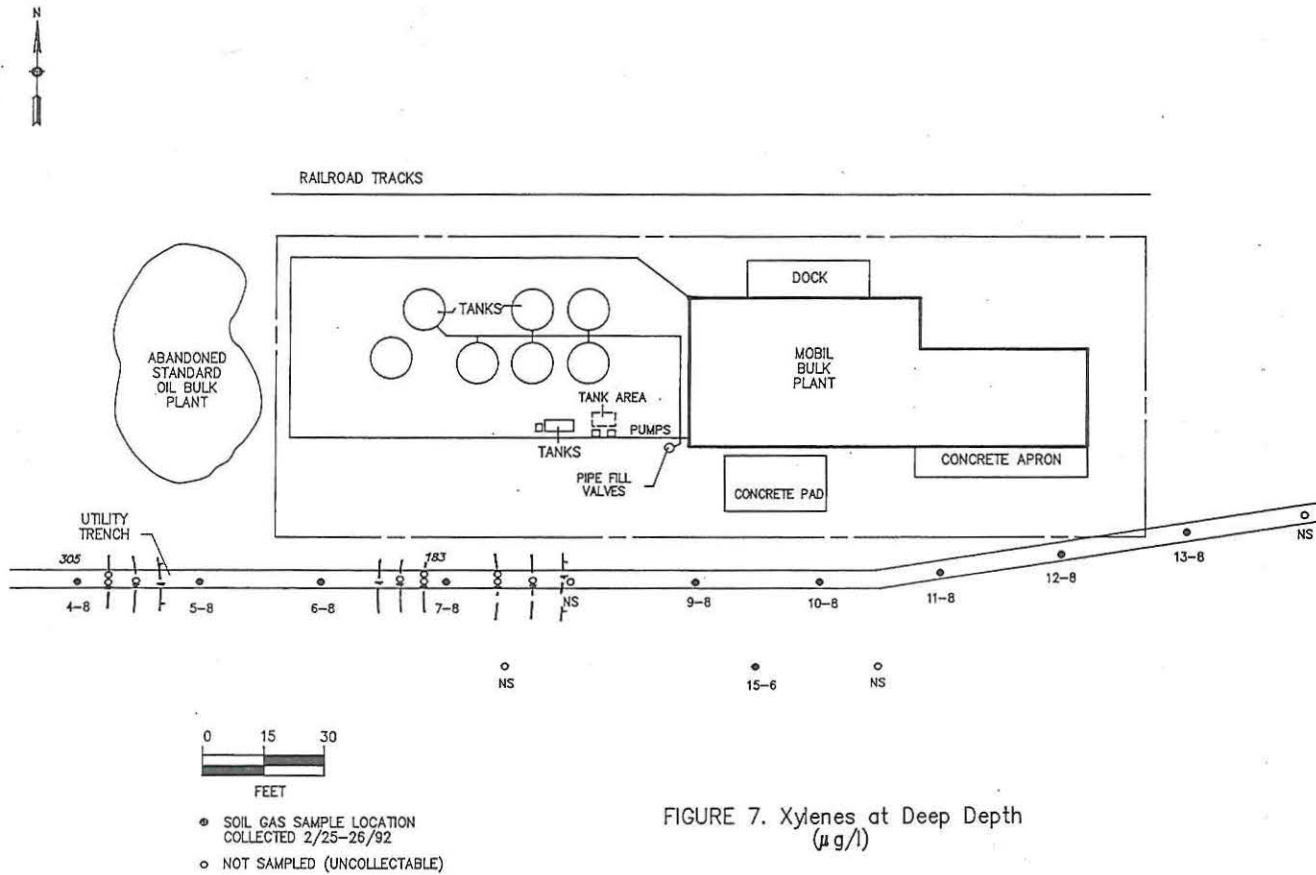 N
RAILROAD TRACKS
DOCK
TANKS
ABANDONED
STANDARD
OIL BULK
PLANT
MOBIL
BULK
PLANT
TANK AREA
PUMPS
TANKS
PIPE FILL
VALVES
CONCRETE APRON
CONCRETE PAD
UTILITY
TRENCH
305
183
4-8
5-8
6-8
7-8
NS
9-8
10-8
11-8
12-8
13-8
NS
NS
15-6
NS
0 15 30
FEET
SOIL GAS SAMPLE LOCATION
COLLECTED 2/25-26/92
NOT SAMPLED (UNCOLLECTABLE)
FIGURE 7. Xylenes at Deep Depth
(μg/l)